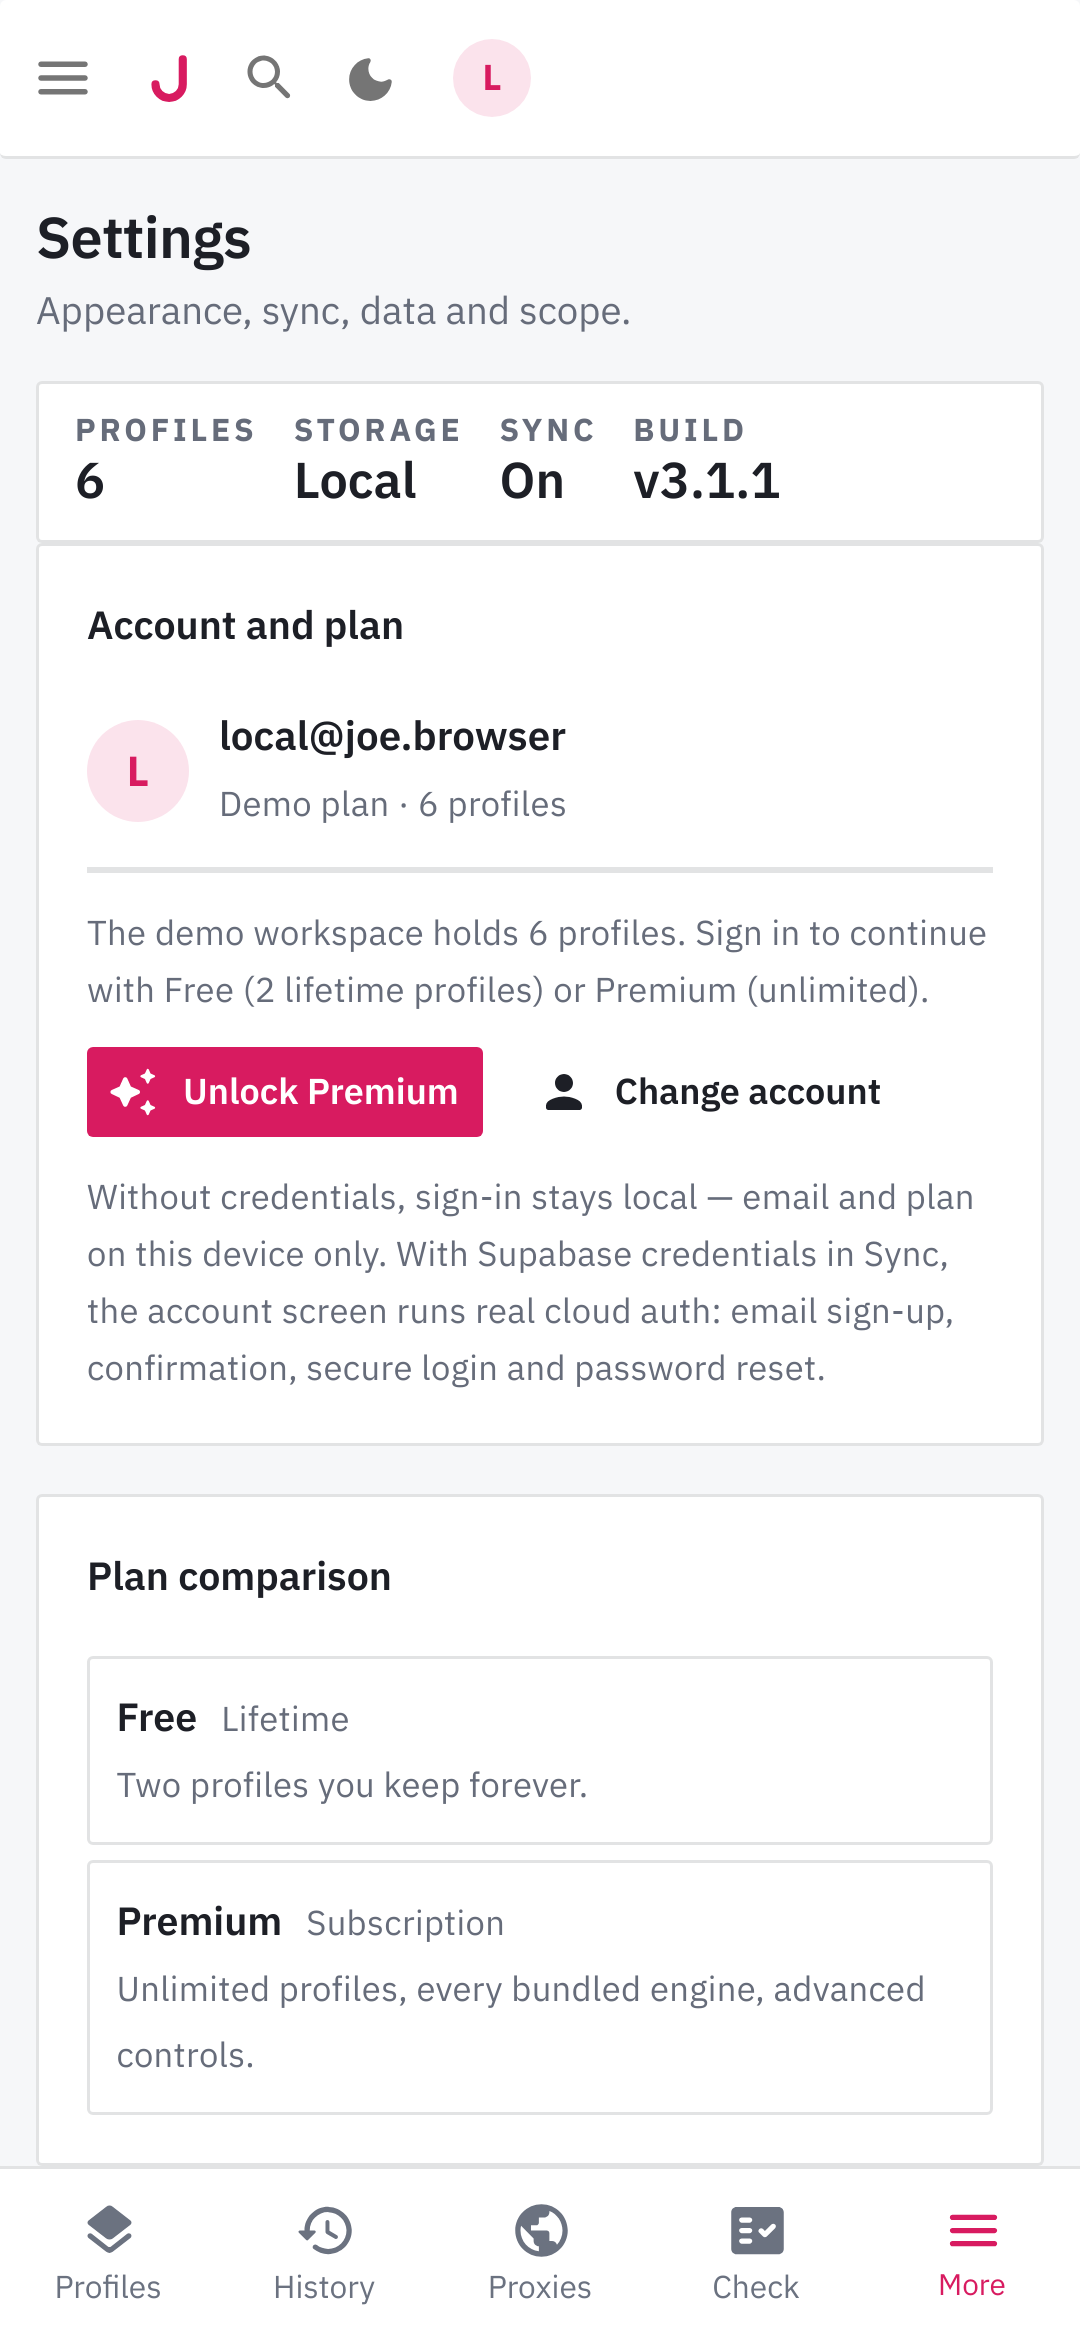 J
L
Settings
Appearance, sync, data and scope.
PROFILES STORAGE SYNC BUILD
6 Local On v3.1.1
Account and plan
L
local@joe.browser
Demo plan · 6 profiles
The demo workspace holds 6 profiles. Sign in to continue
with Free (2 lifetime profiles) or Premium (unlimited).
Unlock Premium Change account
Without credentials, sign-in stays local — email and plan
on this device only. With Supabase credentials in Sync,
the account screen runs real cloud auth: email sign-up,
confirmation, secure login and password reset.
Plan comparison
Free Lifetime
Two profiles you keep forever.
Premium Subscription
Unlimited profiles, every bundled engine, advanced
controls.
Profiles History Proxies Check More